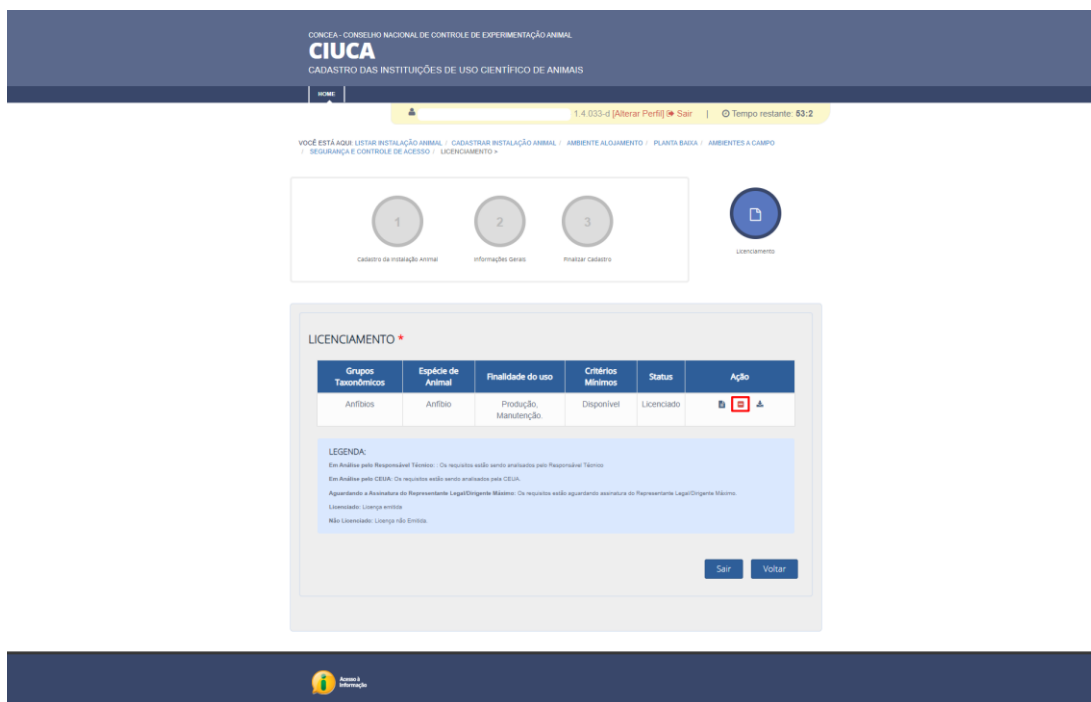 CONCEA - CONSELHO NACIONAL DE CONTROLE DE EXPERIMENTAÇÃO ANIMAL
CIUCA
CADASTRO DAS INSTITUIÇÕES DE USO CIENTÍFICO DE ANIMAIS
HOME
1.4.033-d [Alterar Perfil] Sair | Tempo restante: 53:2
VOCÊ ESTÁ AQUI: LISTAR INSTALAÇÃO ANIMAL / CADASTRAR INSTALAÇÃO ANIMAL / AMBIENTE ALOJAMENTO / PLANTA BAIXA / AMBIENTES A CAMPO
/ SEGURANÇA E CONTROLE DE ACESSO / LICENCIAMENTO »
1 2 3
Cadastro da Instalação Animal Informações Gerais Finalizar Cadastro Licenciamento
LICENCIAMENTO *
Grupos Taxonômicos Espécie de Animal Finalidade do uso Critérios Mínimos Status Ação
Anfíbios Anfíbio Produção, Manutenção. Disponível Licenciado
LEGENDA:
Em Análise pelo Responsável Técnico: : Os requisitos estão sendo analisados pelo Responsável Técnico.
Em Análise pelo CEUA: Os requisitos estão sendo analisados pela CEUA.
Aguardando a Assinatura do Representante Legal/Dirigente Máximo: Os requisitos estão aguardando assinatura do Representante Legal/Dirigente Máximo.
Licenciado: Licença emitida.
Não Licenciado: Licença não Emitida.
Sair Voltar
Acesso à
Informação